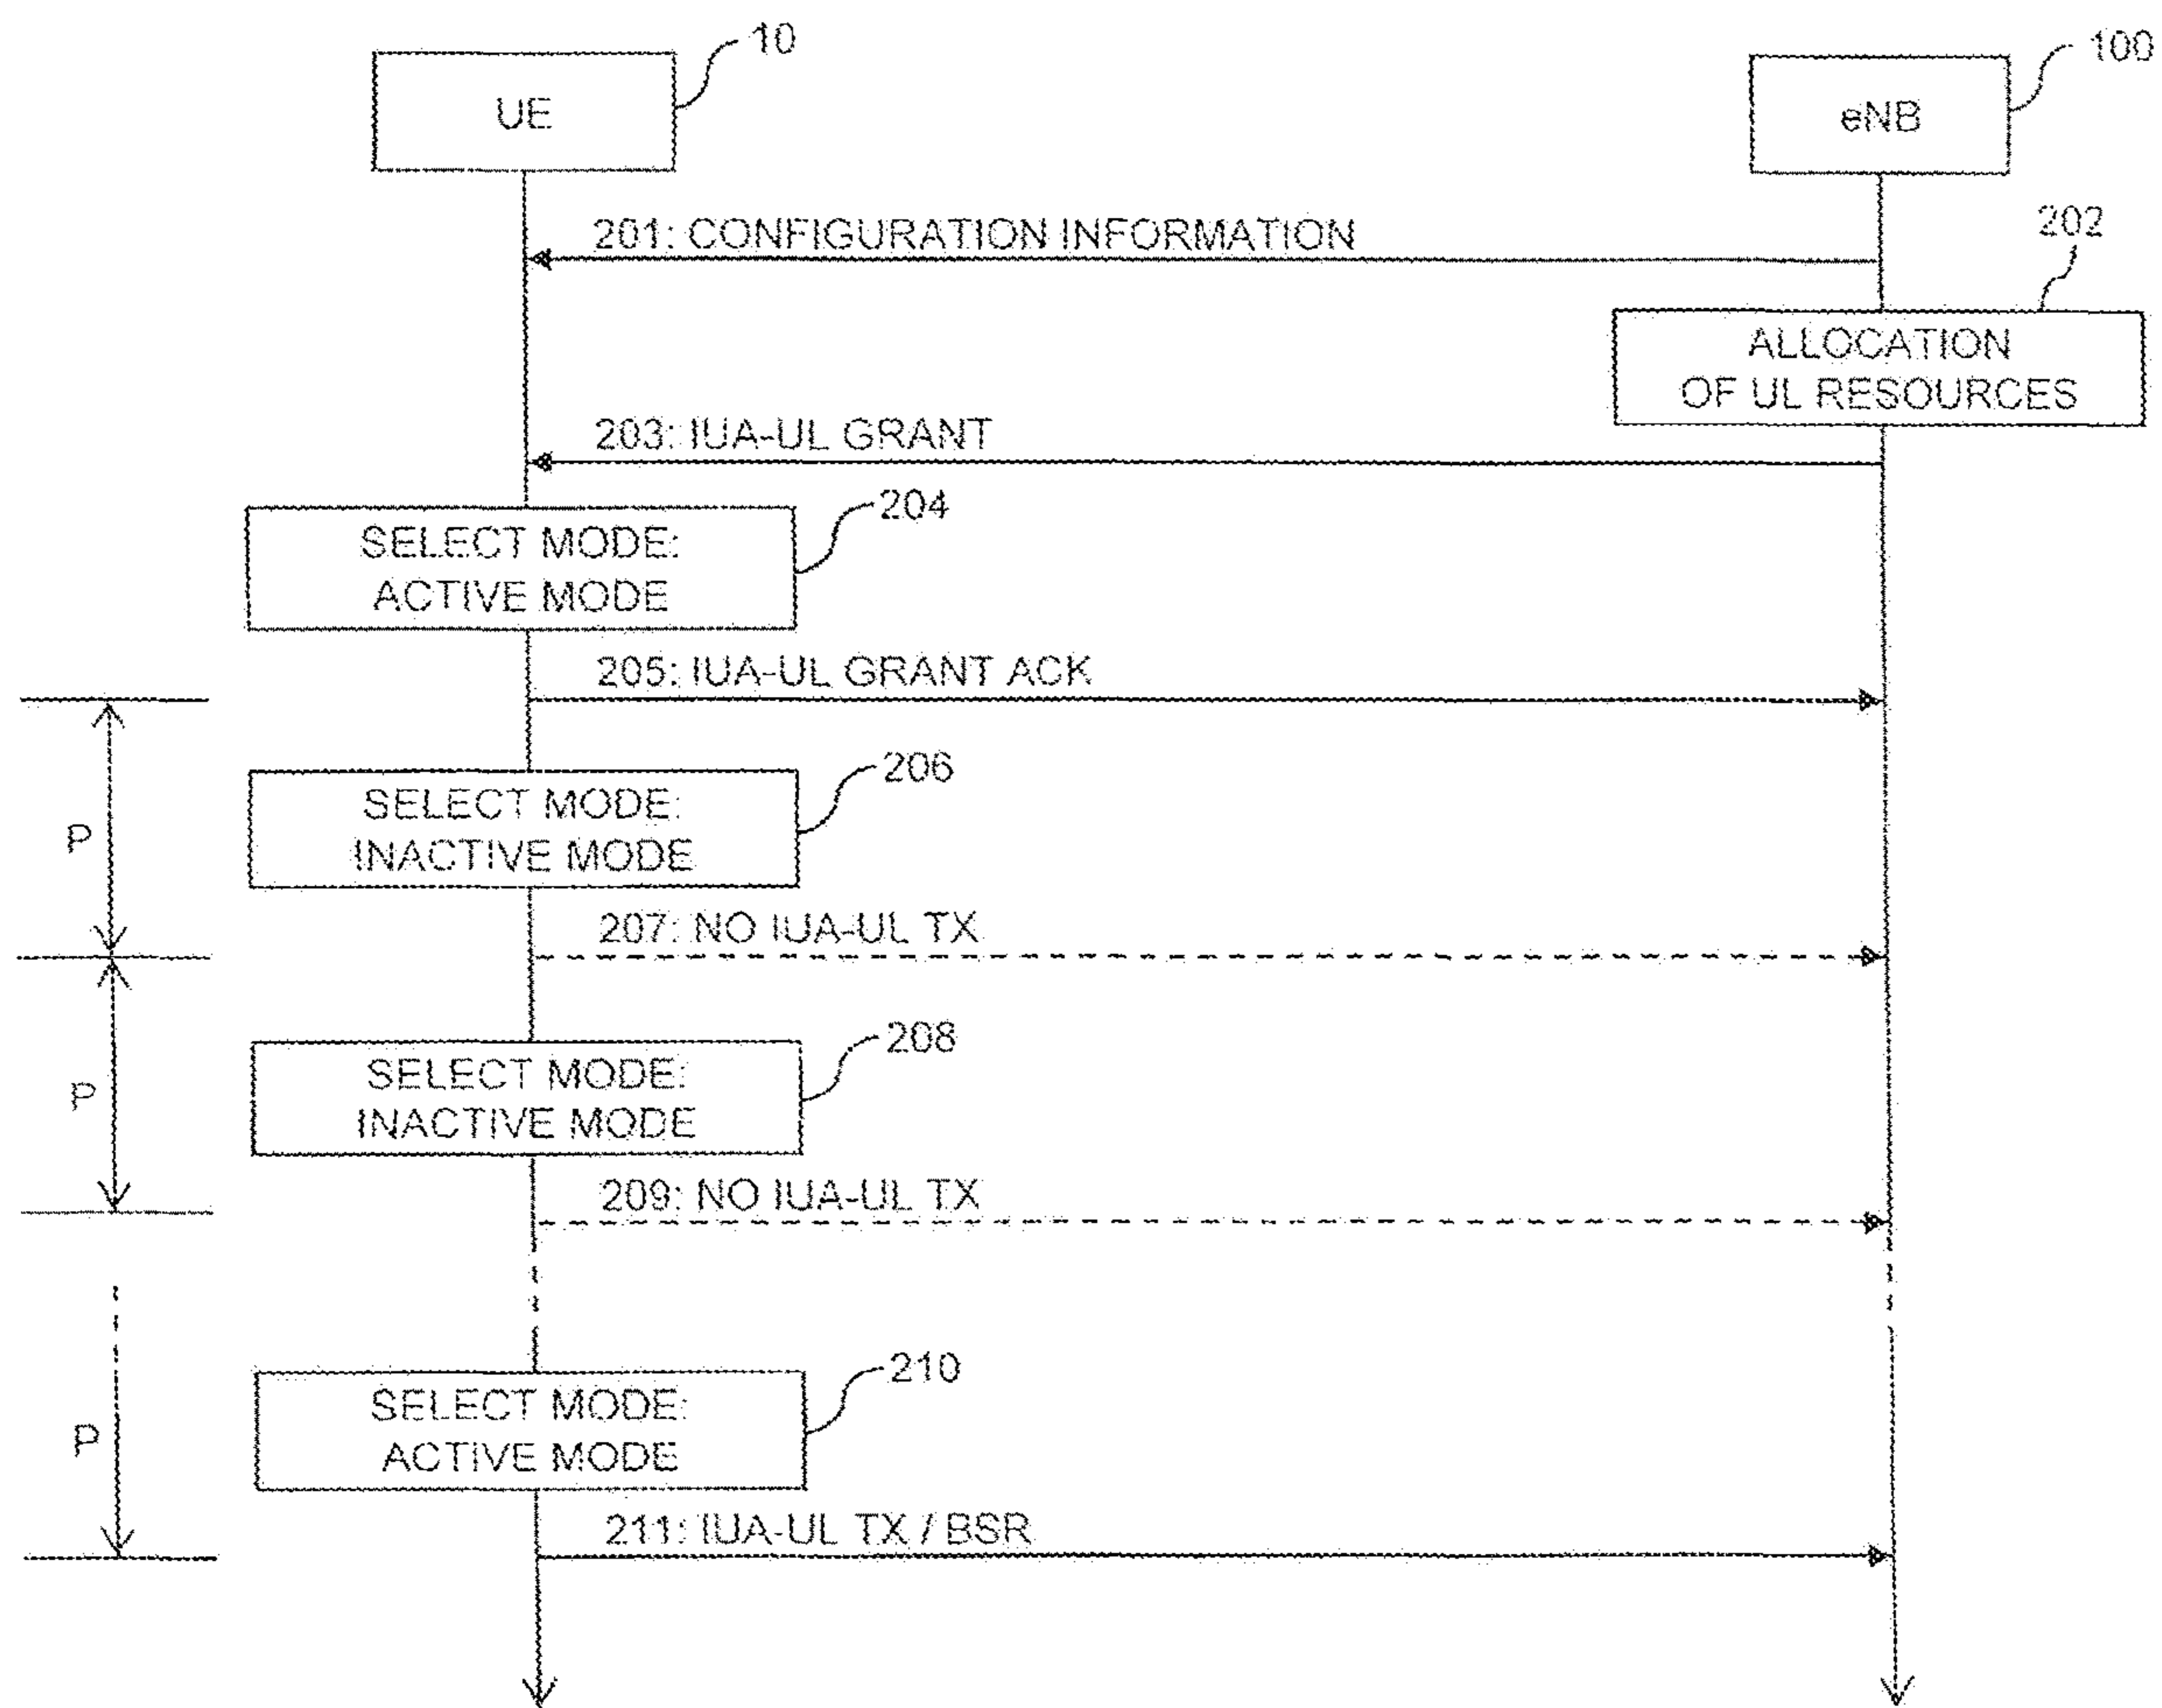 10
100
UE
eNB
201: CONFIGURATION INFORMATION
202
ALLOCATION
OF UL RESOURCES
203: IUA-UL GRANT
204
SELECT MODE:
ACTIVE MODE
205: IUA-UL GRANT ACK
206
SELECT MODE:
INACTIVE MODE
P
207: NO IUA-UL TX
208
SELECT MODE:
INACTIVE MODE
P
209: NO IUA-UL TX
210
SELECT MODE:
ACTIVE MODE
P
211: IUA-UL TX / BSR